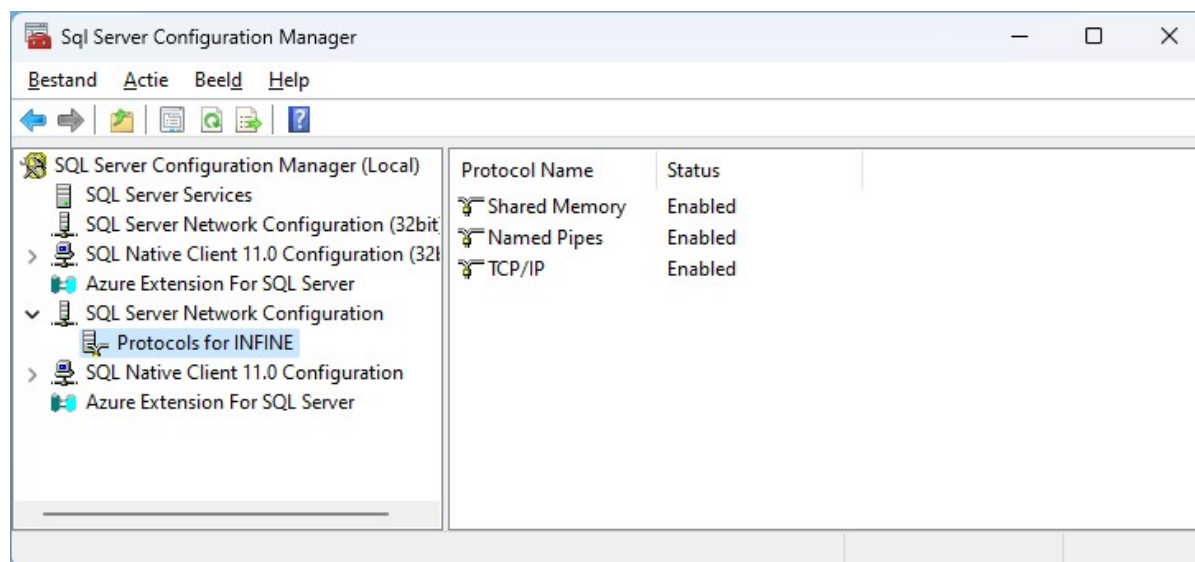 Sql Server Configuration Manager
Bestand Actie Beeld Help
SQL Server Configuration Manager (Local)
SQL Server Services
SQL Server Network Configuration (32bit
SQL Native Client 11.0 Configuration (32b
Azure Extension For SQL Server
SQL Server Network Configuration
Protocols for INFINE
SQL Native Client 11.0 Configuration
Azure Extension For SQL Server
Protocol Name Status
Shared Memory Enabled
Named Pipes Enabled
TCP/IP Enabled